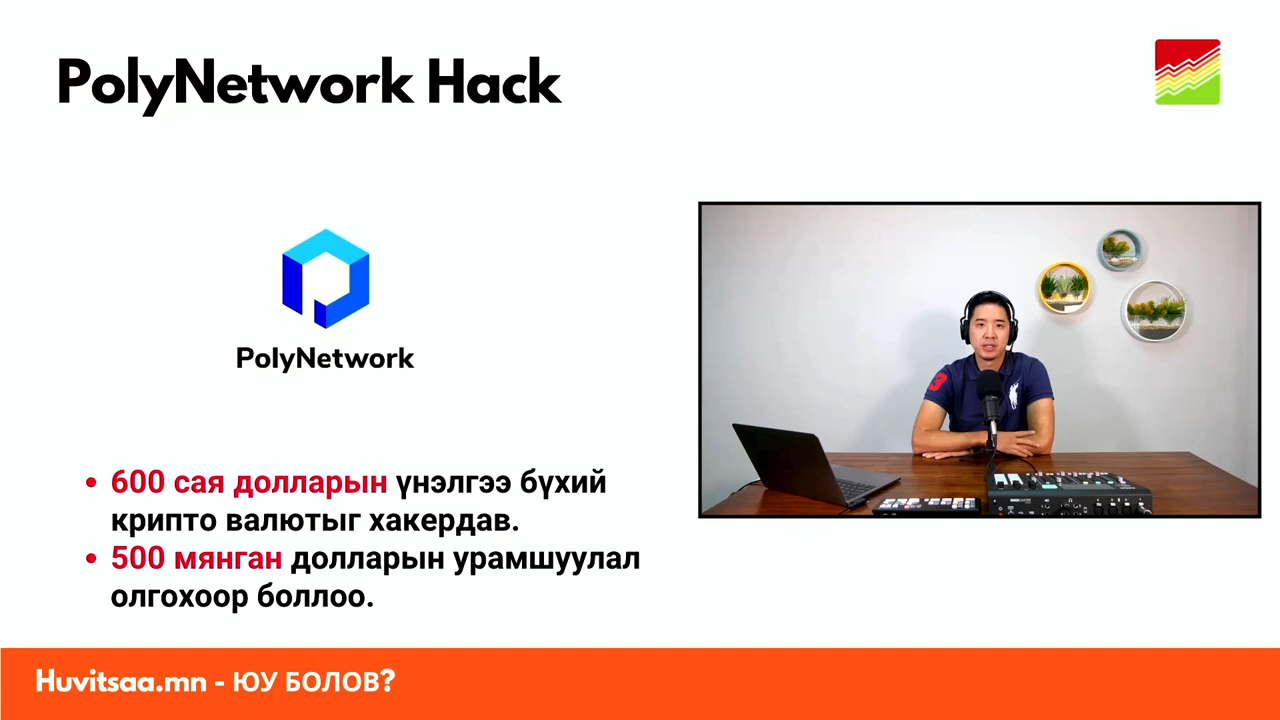 PolyNetwork Hack
PolyNetwork
600 сая долларын үнэлгээ бүхий
крипто валютыг хакердав.
500 мянган долларын урамшуулал
олгохоор боллоо.
3
Huvitsaa.mn - ЮУ БОЛОВ?